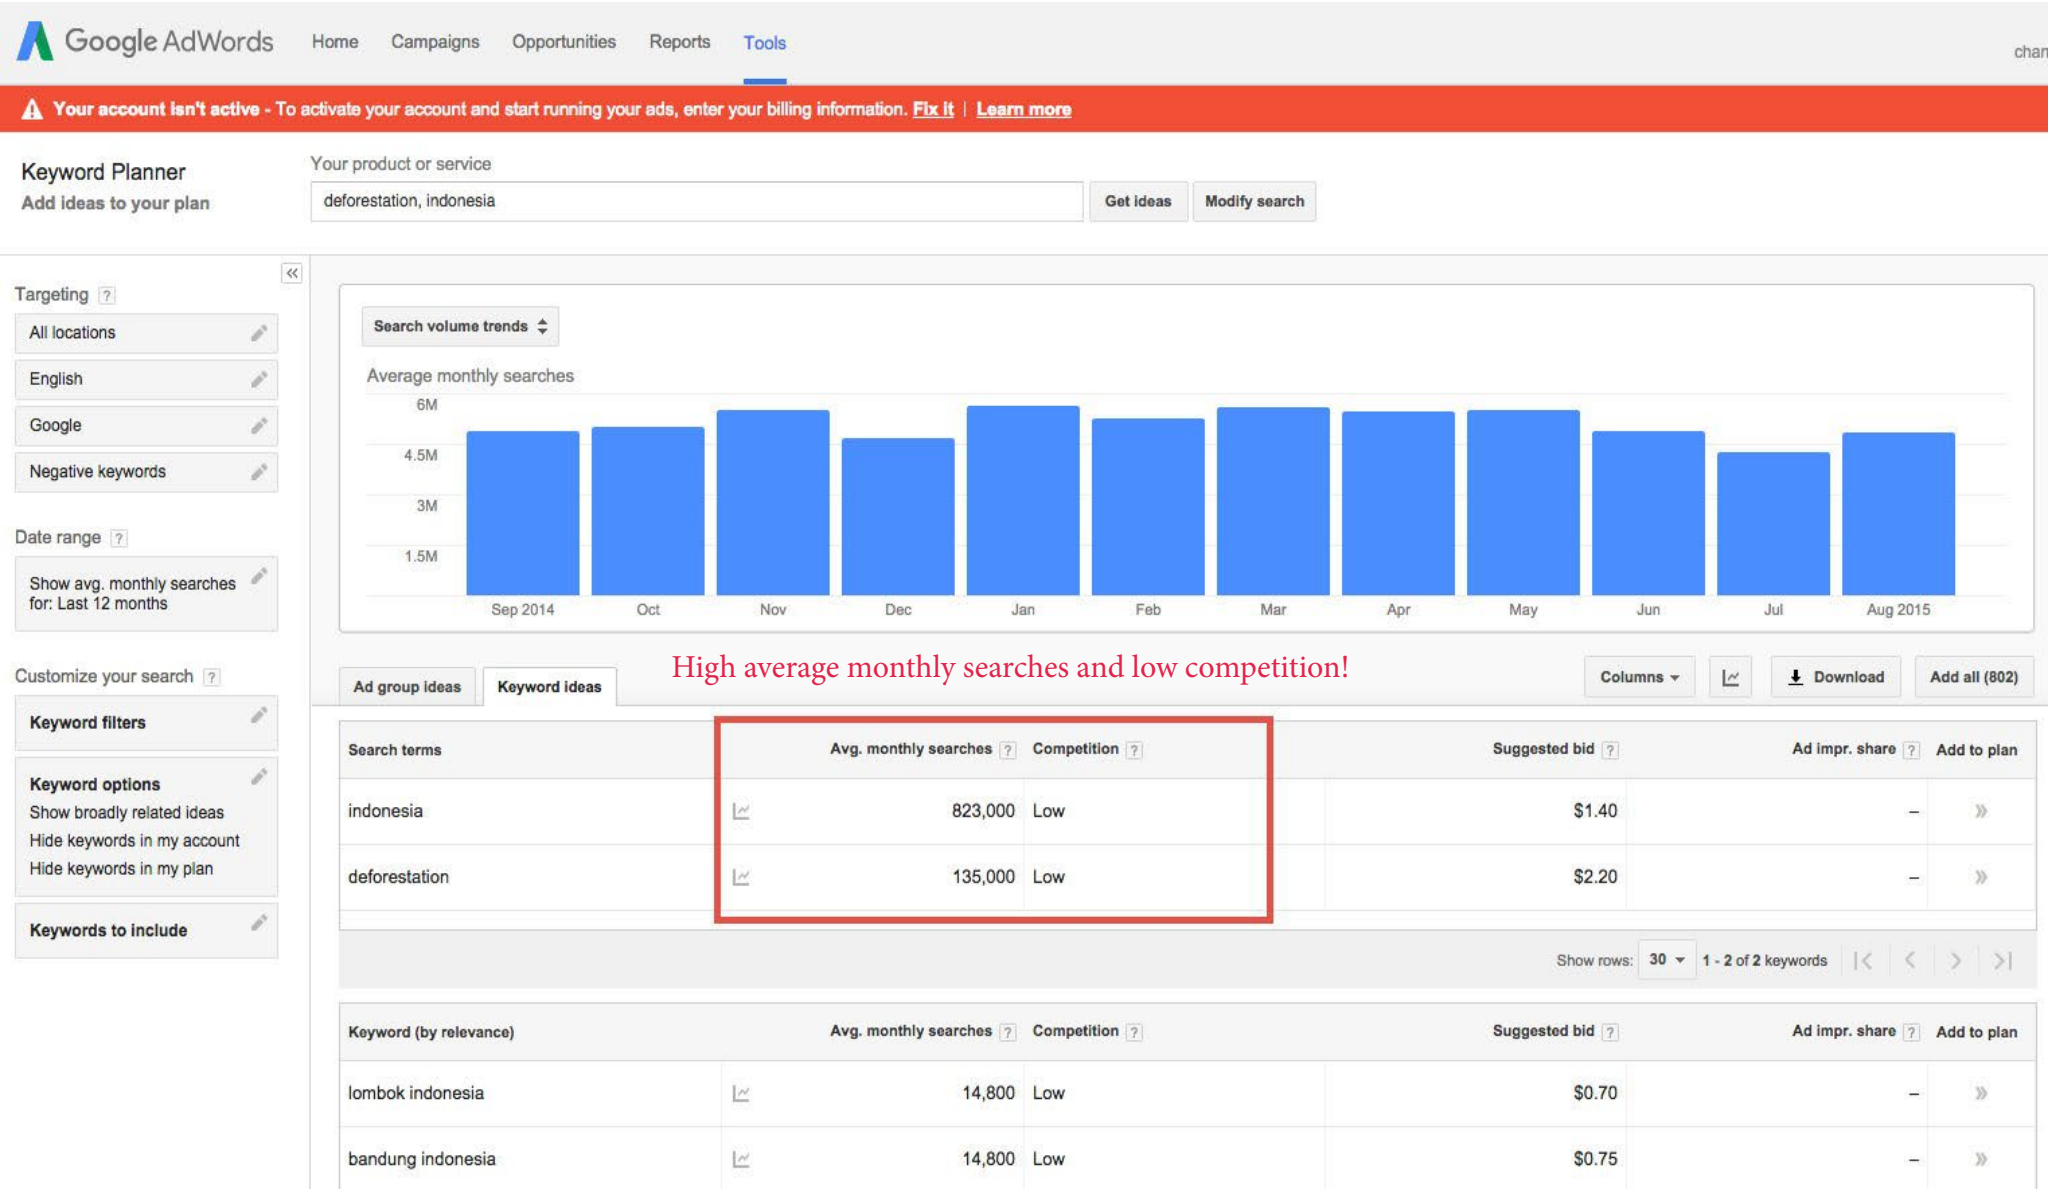 Google AdWords Home Campaigns Opportunities Reports Tools
Your account isn't active - To activate your account and start running your ads, enter your billing information. Fix it | Learn more
Keyword Planner
Add ideas to your plan
Your product or service
deforestation, indonesia
Get ideas
Modify search
Targeting ?
All locations
English
Google
Negative keywords
Date range ?
Show avg. monthly searches
for: Last 12 months
Customize your search ?
Keyword filters
Keyword options
Show broadly related ideas
Hide keywords in my account
Hide keywords in my plan
Keywords to include
Search volume trends
Average monthly searches
6M
4.5M
3M
1.5M
Sep 2014 Oct Nov Dec Jan Feb Mar Apr May Jun Jul Aug 2015
High average monthly searches and low competition!
Ad group ideas Keyword ideas
Columns Download Add all (802)
Search terms Avg. monthly searches ? Competition ? Suggested bid ? Ad impr. share ? Add to plan
indonesia 823,000 Low $1.40 – »
deforestation 135,000 Low $2.20 – »
Show rows: 30 1 - 2 of 2 keywords |< < > >|
Keyword (by relevance) Avg. monthly searches ? Competition ? Suggested bid ? Ad impr. share ? Add to plan
lombok indonesia 14,800 Low $0.70 – »
bandung indonesia 14,800 Low $0.75 – »